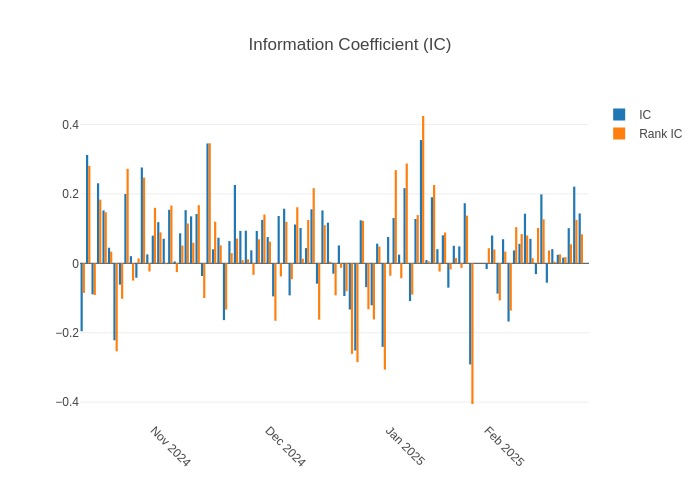 Information Coefficient (IC)
IC
Rank IC
0.4
0.2
0
−0.2
−0.4
Nov 2024
Dec 2024
Jan 2025
Feb 2025